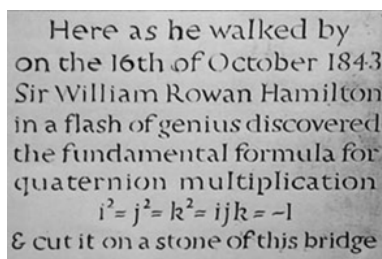 Here as he walked by
on the 16th of October 1843
Sir William Rowan Hamilton
in a flash of genius discovered
the fundamental formula for
quaternion multiplication
i²= j²= k²= ijk = -1
& cut it on a stone of this bridge